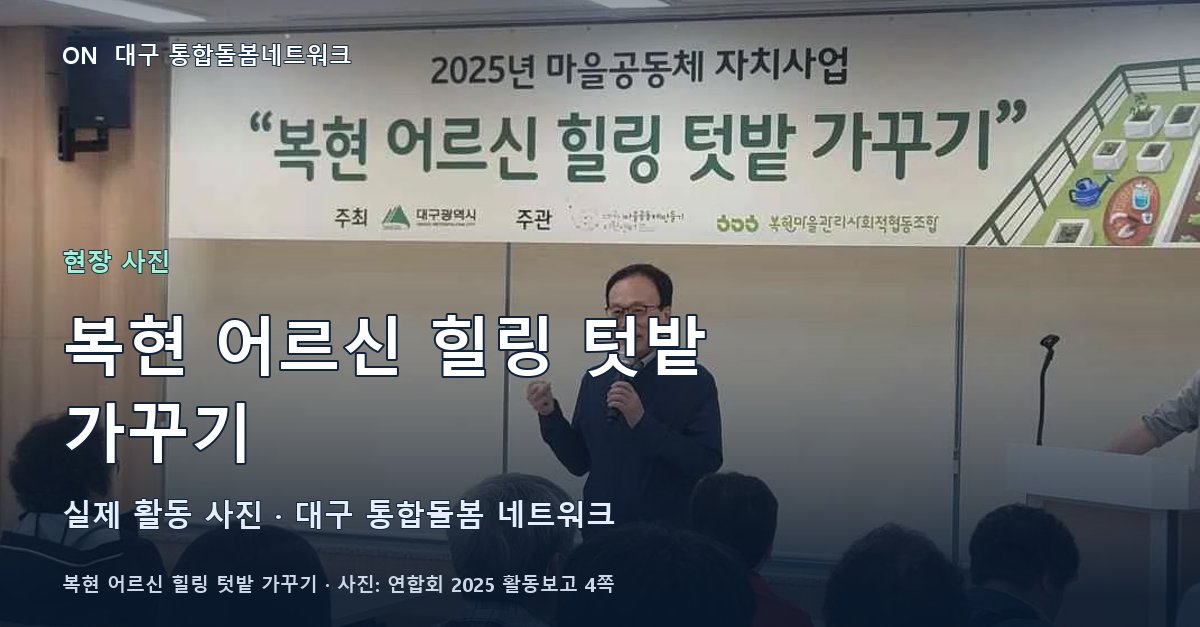 ON 대구 통합돌봄네트워크
2025년 마을공동체 자치사업
“복현 어르신 힐링 텃밭 가꾸기”
주최 대구광역시 주관 복현마을관리사회적협동조합
현장 사진
복현 어르신 힐링 텃밭
가꾸기
실제 활동 사진 · 대구 통합돌봄 네트워크
복현 어르신 힐링 텃밭 가꾸기 · 사진: 연합회 2025 활동보고 4쪽